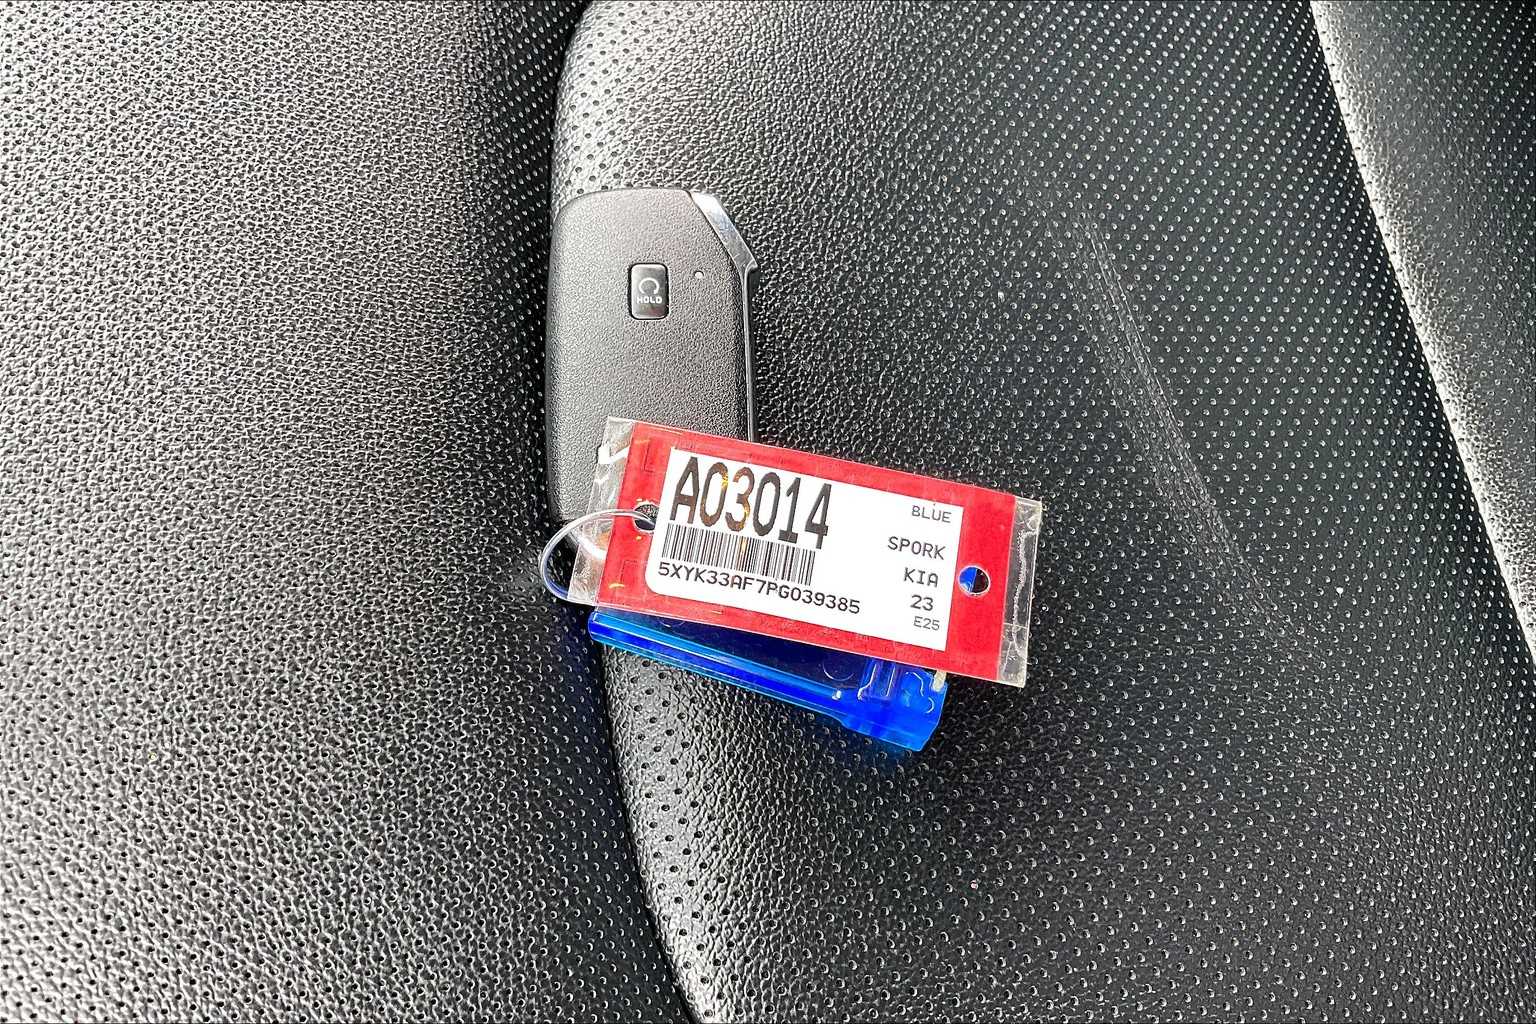 HOLD
A03014
5XYK33AF7PG039385
BLUE
SPORK
KIA
23
E25